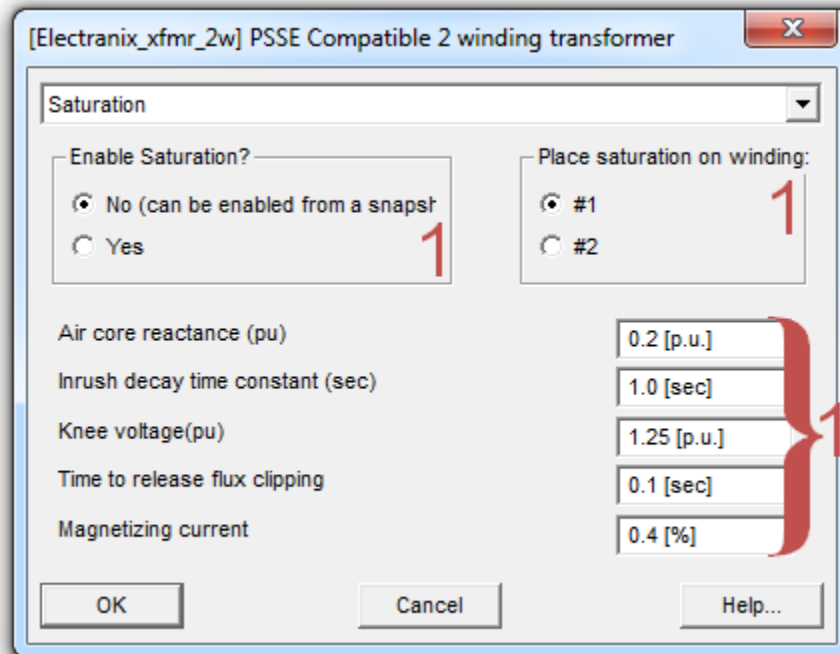 [Electranix_xfmr_2w] PSSE Compatible 2 winding transformer
Saturation
Enable Saturation?
No (can be enabled from a snapsh
Yes
1
Place saturation on winding:
#1
#2
1
Air core reactance (pu) 0.2 [p.u.]
Inrush decay time constant (sec) 1.0 [sec]
Knee voltage(pu) 1.25 [p.u.]
Time to release flux clipping 0.1 [sec]
Magnetizing current 0.4 [%]
1
OK Cancel Help...